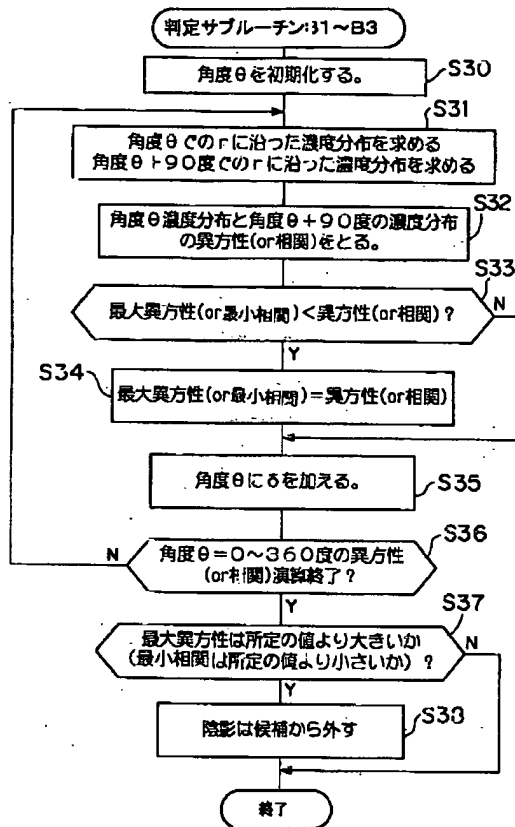 判定サブルーチン:B1～B3
角度θを初期化する。
S30
S31
角度θでのrに沿った濃度分布を求める
角度θ+90度でのrに沿った濃度分布を求める
S32
角度θ濃度分布と角度θ+90度の濃度分布
の異方性(or相関)をとる。
S33
最大異方性(or最小相関)<異方性(or相関)?
N
Y
S34
最大異方性(or最小相関)=異方性(or相関)
角度θにδを加える。
S35
S36
N
角度θ=0～360度の異方性
(or相関)演算終了?
Y
S37
最大異方性は所定の値より大きいか
(最小相関は所定の値より小さいか)?
N
Y
S38
陰影は候補から外す
終了